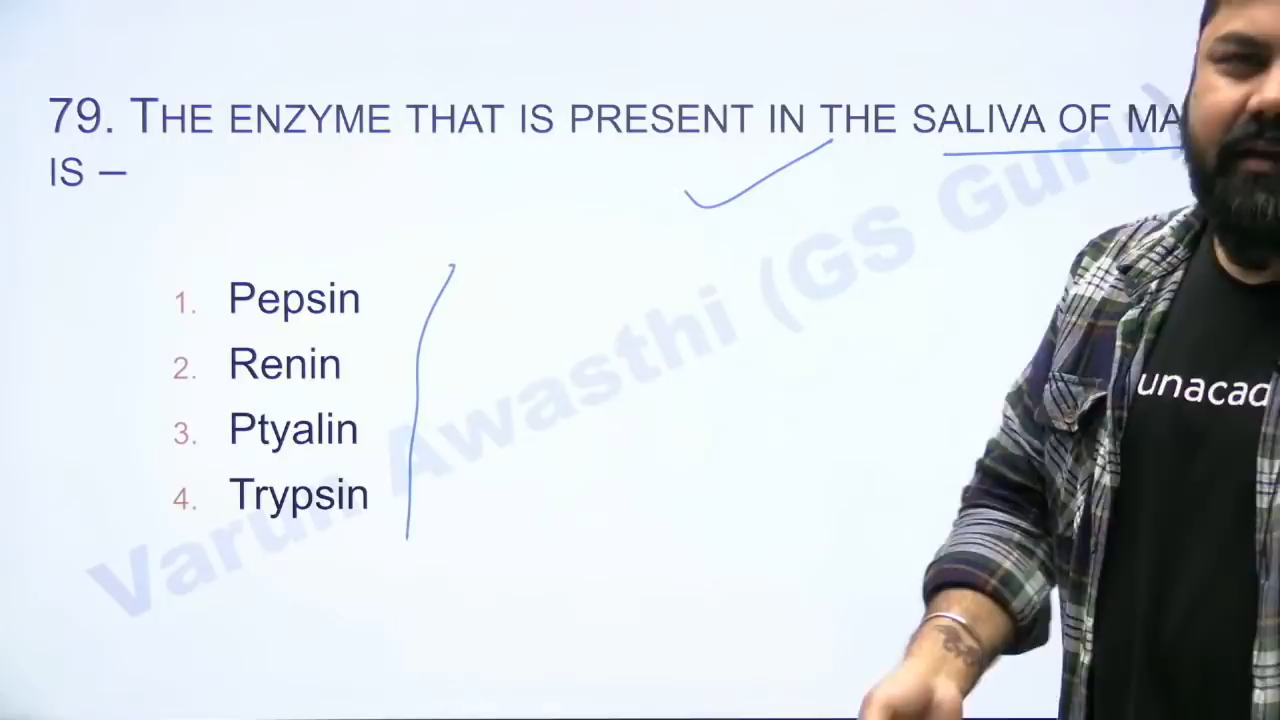 79. THE ENZYME THAT IS PRESENT IN THE SALIVA OF MA
IS –
1. Pepsin
2. Renin
3. Ptyalin
4. Trypsin
Varun Awasthi (GS Guru)
unacad